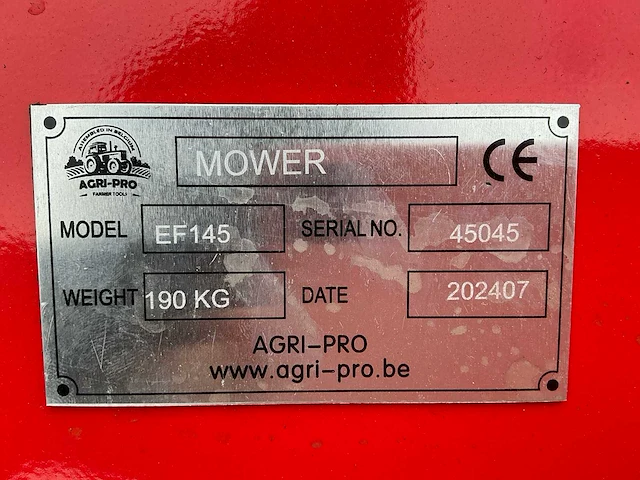 ASSEMBLED IN BELGIUM
AGRI-PRO
FARMER TOOLS
MOWER
CE
MODEL EF145 SERIAL NO. 45045
WEIGHT 190 KG DATE 202407
AGRI-PRO
www.agri-pro.be